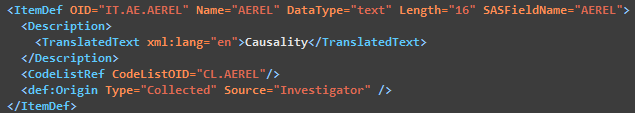 <ItemDef OID="IT.AE.AEREL" Name="AEREL" DataType="text" Length="16" SASFieldName="AEREL">
<Description>
<TranslatedText xml:lang="en">Causality</TranslatedText>
</Description>
<CodeListRef CodeListOID="CL.AEREL"/>
<def:Origin Type="Collected" Source="Investigator" />
</ItemDef>